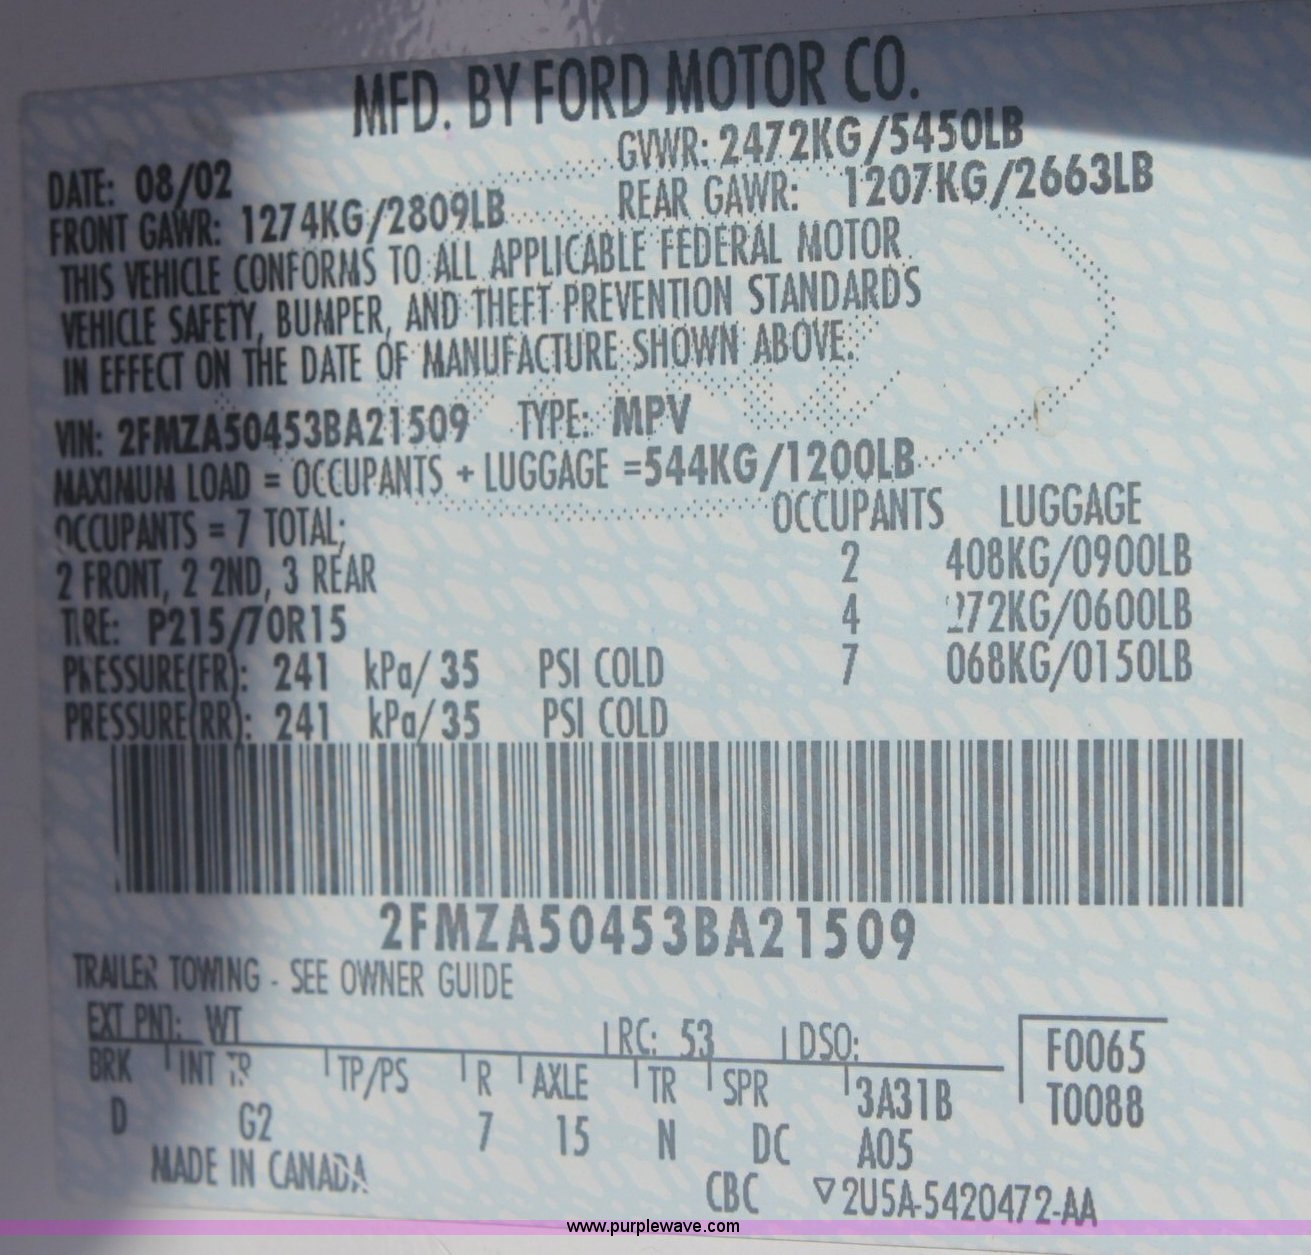 MFD. BY FORD MOTOR CO.
DATE: 08/02 GVWR: 2472KG/5450LB
FRONT GAWR: 1274KG/2809LB REAR GAWR: 1207KG/2663LB
THIS VEHICLE CONFORMS TO ALL APPLICABLE FEDERAL MOTOR
VEHICLE SAFETY, BUMPER, AND THEFT PREVENTION STANDARDS
IN EFFECT ON THE DATE OF MANUFACTURE SHOWN ABOVE.
VIN: 2FMZA50453BA21509 TYPE: MPV
MAXIMUM LOAD = OCCUPANTS + LUGGAGE =544KG/1200LB
OCCUPANTS = 7 TOTAL; OCCUPANTS LUGGAGE
2 FRONT, 2 2ND, 3 REAR 2 408KG/0900LB
TIRE: P215/70R15 4 272KG/0600LB
PRESSURE(FR): 241 kPa/ 35 PSI COLD 7 068KG/0150LB
PRESSURE(RR): 241 kPa/ 35 PSI COLD
2FMZA50453BA21509
TRAILER TOWING - SEE OWNER GUIDE
EXT PNT: WT RC: 53 DSO: F0065
BRK INT TR TP/PS R AXLE TR SPR 3A31B T0088
D G2 7 15 N DC A05
MADE IN CANADA CBC ▽2U5A-5420472-AA
www.purplewave.com